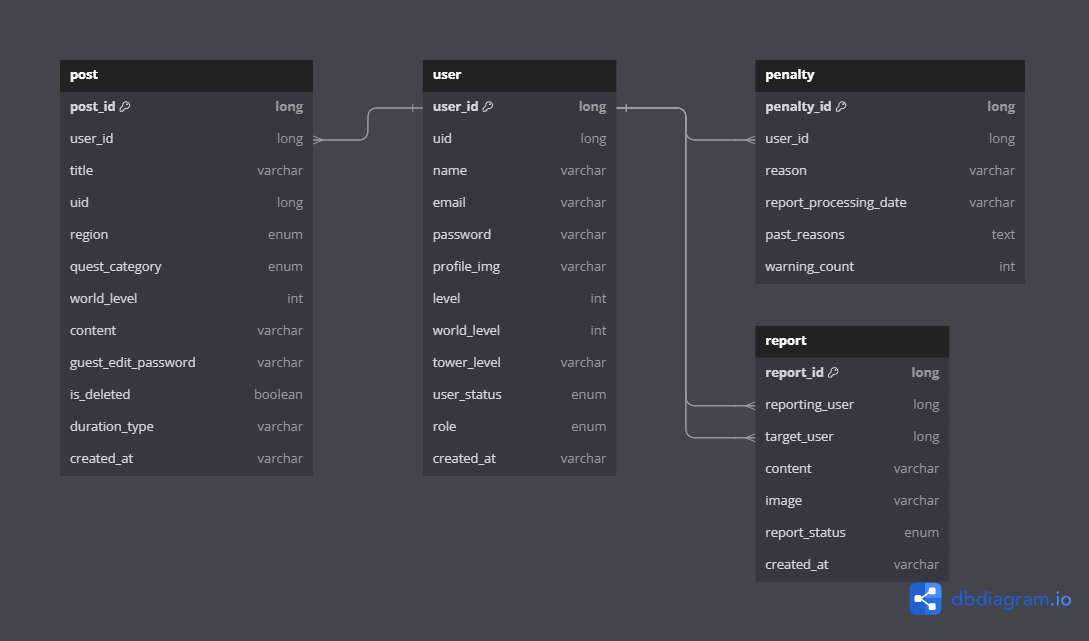 post
post_id long
user_id long
title varchar
uid long
region enum
quest_category enum
world_level int
content varchar
guest_edit_password varchar
is_deleted boolean
duration_type varchar
created_at varchar
user
user_id long
uid long
name varchar
email varchar
password varchar
profile_img varchar
level int
world_level int
tower_level varchar
user_status enum
role enum
created_at varchar
penalty
penalty_id long
user_id long
reason varchar
report_processing_date varchar
past_reasons text
warning_count int
report
report_id long
reporting_user long
target_user long
content varchar
image varchar
report_status enum
created_at varchar
dbdiagram.io